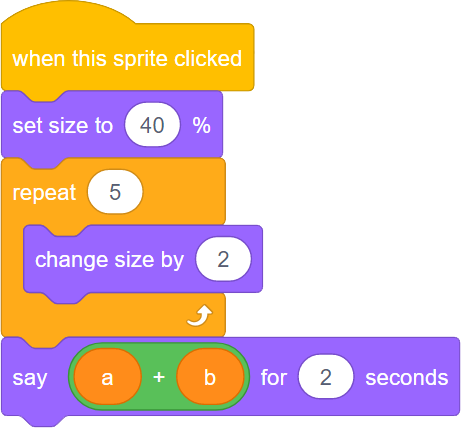 when this sprite clicked
set size to 40 %
repeat 5
change size by 2
say a + b for 2 seconds